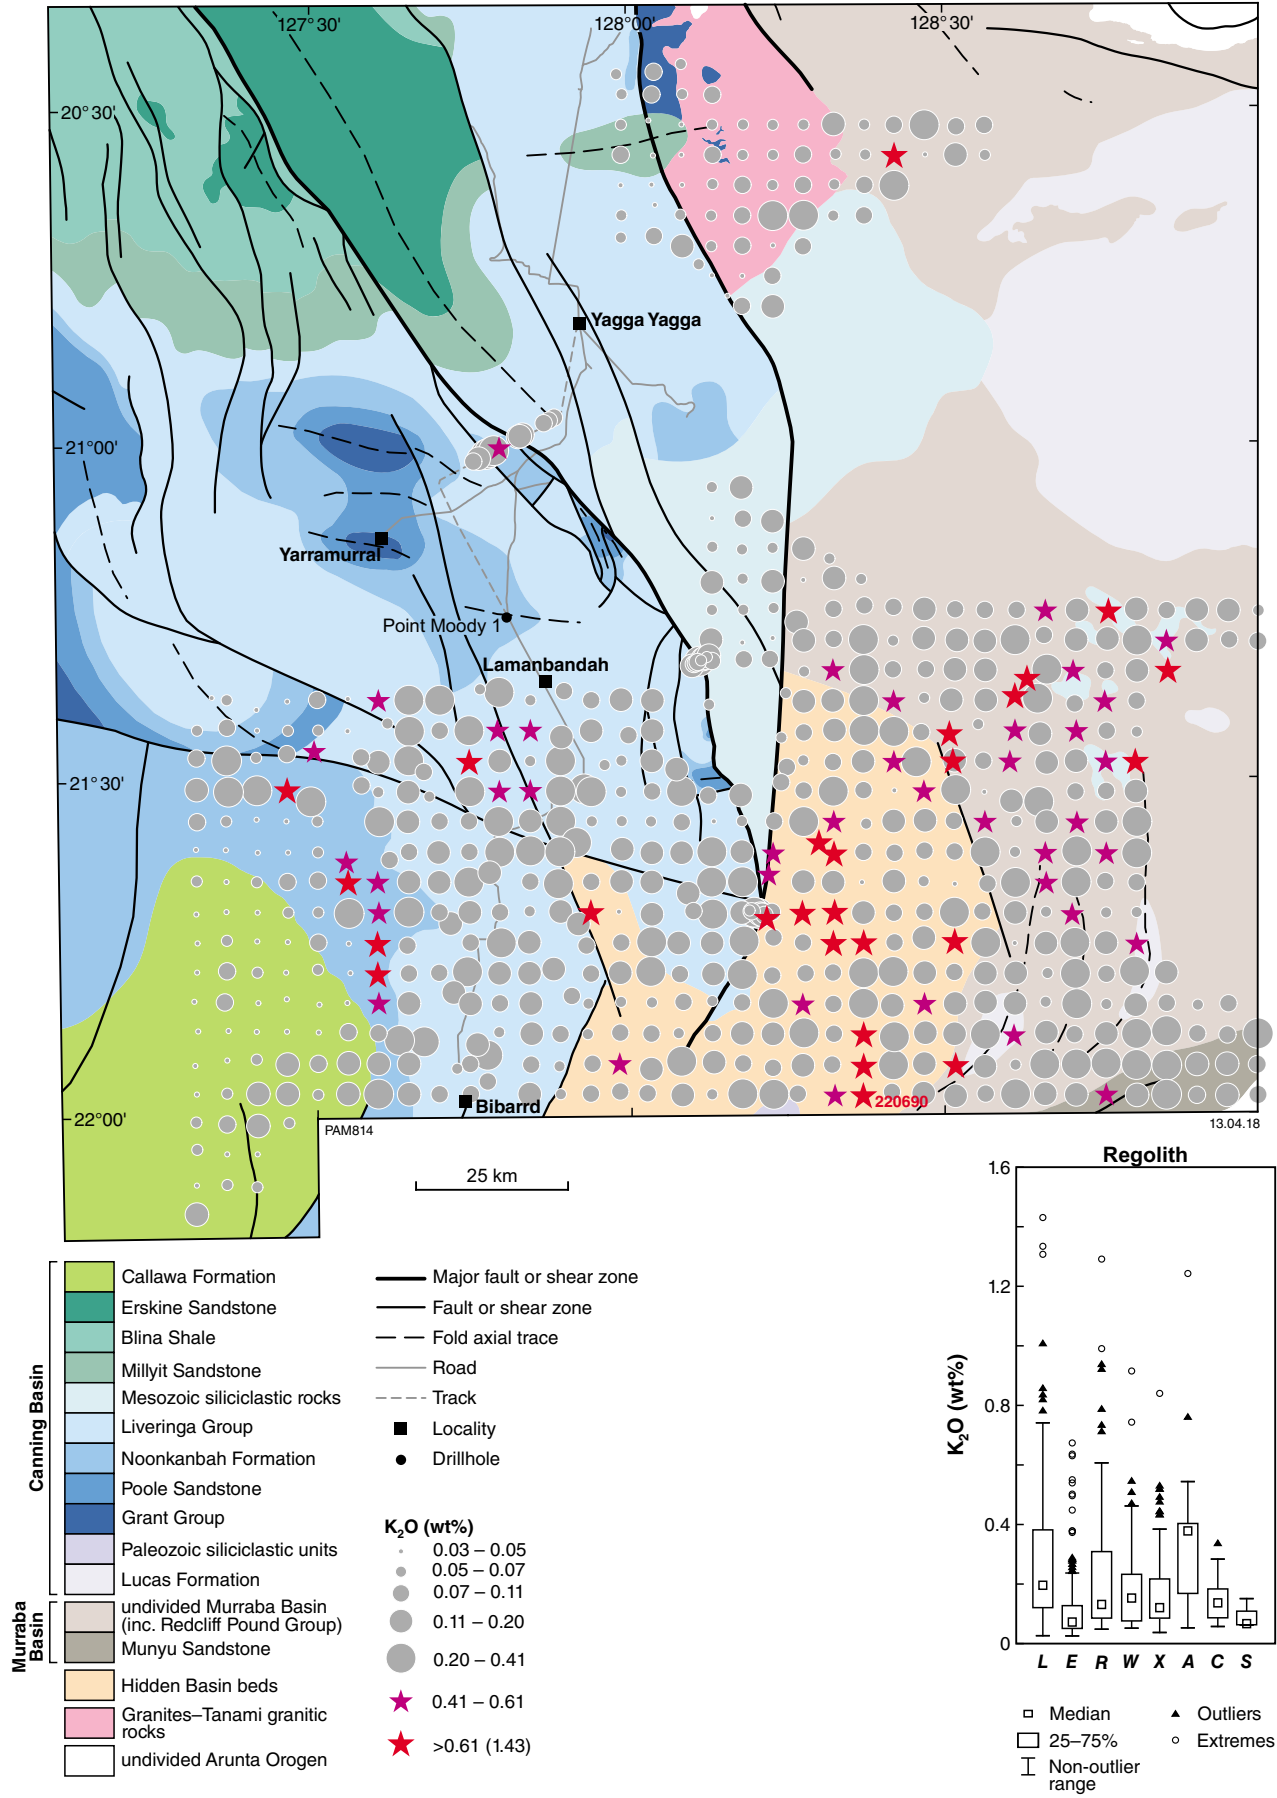 127°30'
128°00'
128°30'
20°30'
Yagga Yagga
21°00'
Yarramurral
Point Moody 1
Lamanbandah
21°30'
220690
Bibarrd
22°00'
PAM814
13.04.18
25 km
Canning Basin
Callawa Formation
Erskine Sandstone
Blina Shale
Millyit Sandstone
Mesozoic siliciclastic rocks
Liveringa Group
Noonkanbah Formation
Poole Sandstone
Grant Group
Paleozoic siliciclastic units
Lucas Formation
Murraba
Basin
undivided Murraba Basin
(inc. Redcliff Pound Group)
Munyu Sandstone
Hidden Basin beds
Granites–Tanami granitic
rocks
undivided Arunta Orogen
Major fault or shear zone
Fault or shear zone
Fold axial trace
Road
Track
Locality
Drillhole
K₂O (wt%)
0.03 – 0.05
0.05 – 0.07
0.07 – 0.11
0.11 – 0.20
0.20 – 0.41
0.41 – 0.61
>0.61 (1.43)
Regolith
K₂O (wt%)
1.6
1.2
0.8
0.4
0
L E R W X A C S
Median
25–75%
Non-outlier
range
Outliers
Extremes